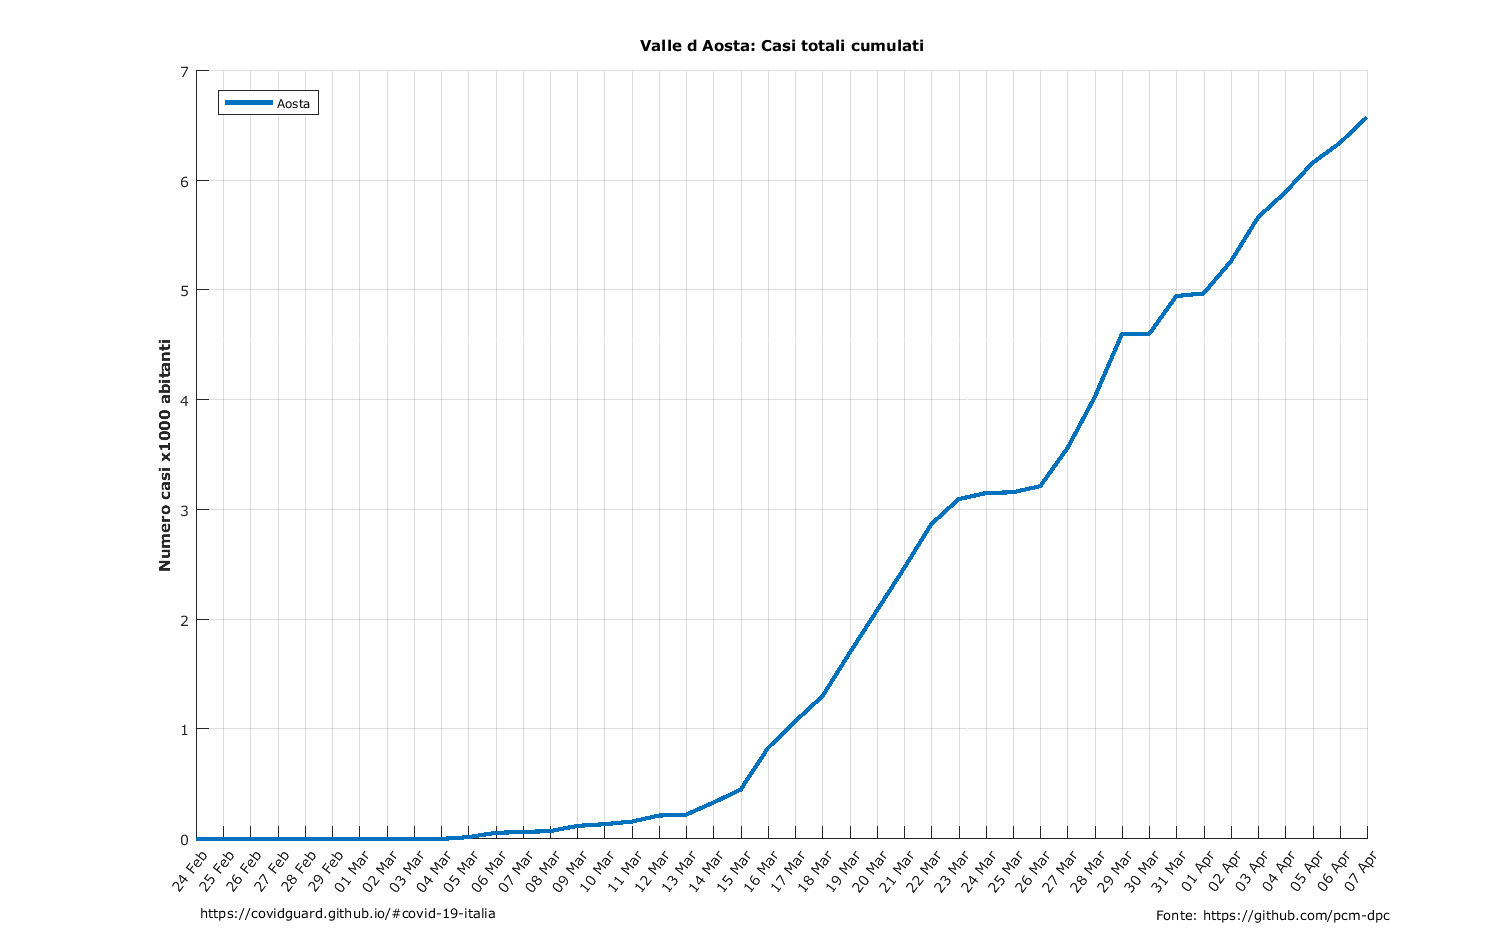 Valle d Aosta: Casi totali cumulati
Aosta
Numero casi x1000 abitanti
7
6
5
4
3
2
1
0
24 Feb
25 Feb
26 Feb
27 Feb
28 Feb
29 Feb
01 Mar
02 Mar
03 Mar
04 Mar
05 Mar
06 Mar
07 Mar
08 Mar
09 Mar
10 Mar
11 Mar
12 Mar
13 Mar
14 Mar
15 Mar
16 Mar
17 Mar
18 Mar
19 Mar
20 Mar
21 Mar
22 Mar
23 Mar
24 Mar
25 Mar
26 Mar
27 Mar
28 Mar
29 Mar
30 Mar
31 Mar
01 Apr
02 Apr
03 Apr
04 Apr
05 Apr
06 Apr
07 Apr
https://covidguard.github.io/#covid-19-italia
Fonte: https://github.com/pcm-dpc